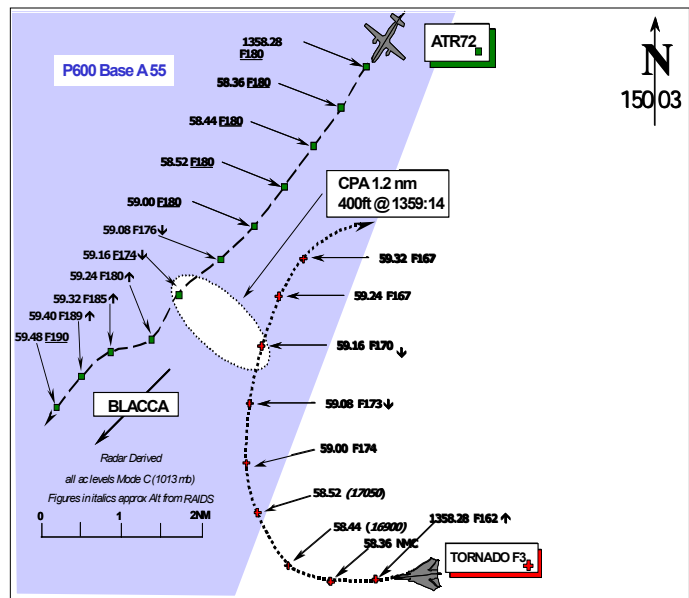 1358.28
F180
ATR72
N
15003
P600 Base A 55
58.36 F180
58.44 F180
58.52 F180
CPA 1.2 nm
400ft @ 1359:14
59.00 F180
59.08 F176↓
59.16 F174↓
59.24 F180↑
59.32 F185↑
59.40 F189↑
59.48 F190
59.32 F167
59.24 F167
59.16 F170↓
BLACCA
59.08 F173↓
Radar Derived
all ac levels Mode C (1013 mb)
Figures in italics approx Alt from RAIDS
59.00 F174
0 1 2NM
58.52 (17050)
58.44 (16900)
1358.28 F162↑
58.36 NMC
TORNADO F3